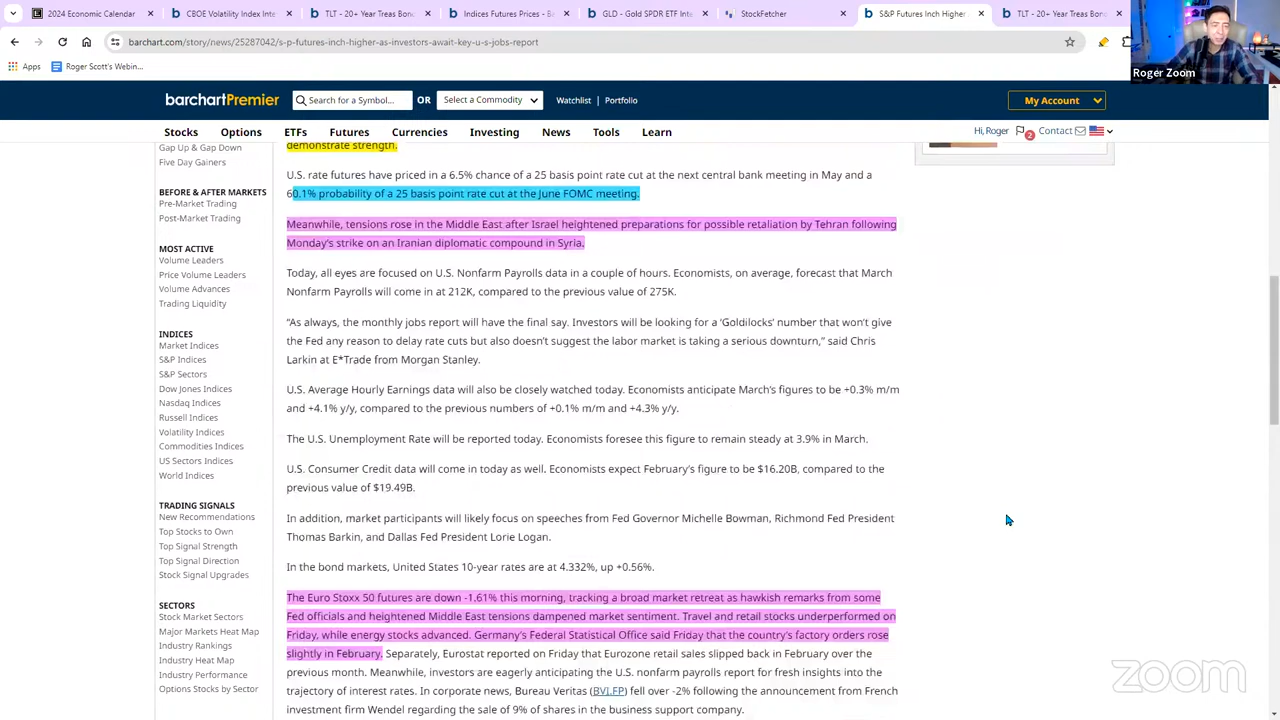 2024 Economic Calendar
CBOE Volatility Index Inte
TLT - 20+ Year Treas Bon
Indices Futures Prices - B
GLD - Gold SPDR ETF Int
StockFetcher
S&P Futures Inch Higher
TLT - 20+ Year Treas Bon
barchart.com/story/news/25287042/s-p-futures-inch-higher-as-investors-await-key-u-s-jobs-report
Apps
Roger Scott's Webin...
Roger Zoom
barchartPremier
Search for a Symbol...
OR
Select a Commodity
Watchlist | Portfolio
My Account
Stocks Options ETFs Futures Currencies Investing News Tools Learn
Hi, Roger
2
Contact
Gap Up & Gap Down
Five Day Gainers
BEFORE & AFTER MARKETS
Pre-Market Trading
Post-Market Trading
MOST ACTIVE
Volume Leaders
Price Volume Leaders
Volume Advances
Trading Liquidity
INDICES
Market Indices
S&P Indices
S&P Sectors
Dow Jones Indices
Nasdaq Indices
Russell Indices
Volatility Indices
Commodities Indices
US Sectors Indices
World Indices
TRADING SIGNALS
New Recommendations
Top Stocks to Own
Top Signal Strength
Top Signal Direction
Stock Signal Upgrades
SECTORS
Stock Market Sectors
Major Markets Heat Map
Industry Rankings
Industry Heat Map
Industry Performance
Options Stocks by Sector
demonstrate strength.
U.S. rate futures have priced in a 6.5% chance of a 25 basis point rate cut at the next central bank meeting in May and a
60.1% probability of a 25 basis point rate cut at the June FOMC meeting.
Meanwhile, tensions rose in the Middle East after Israel heightened preparations for possible retaliation by Tehran following
Monday's strike on an Iranian diplomatic compound in Syria.
Today, all eyes are focused on U.S. Nonfarm Payrolls data in a couple of hours. Economists, on average, forecast that March
Nonfarm Payrolls will come in at 212K, compared to the previous value of 275K.
“As always, the monthly jobs report will have the final say. Investors will be looking for a ‘Goldilocks’ number that won’t give
the Fed any reason to delay rate cuts but also doesn’t suggest the labor market is taking a serious downturn,” said Chris
Larkin at E*Trade from Morgan Stanley.
U.S. Average Hourly Earnings data will also be closely watched today. Economists anticipate March’s figures to be +0.3% m/m
and +4.1% y/y, compared to the previous numbers of +0.1% m/m and +4.3% y/y.
The U.S. Unemployment Rate will be reported today. Economists foresee this figure to remain steady at 3.9% in March.
U.S. Consumer Credit data will come in today as well. Economists expect February’s figure to be $16.20B, compared to the
previous value of $19.49B.
In addition, market participants will likely focus on speeches from Fed Governor Michelle Bowman, Richmond Fed President
Thomas Barkin, and Dallas Fed President Lorie Logan.
In the bond markets, United States 10-year rates are at 4.332%, up +0.56%.
The Euro Stoxx 50 futures are down -1.61% this morning, tracking a broad market retreat as hawkish remarks from some
Fed officials and heightened Middle East tensions dampened market sentiment. Travel and retail stocks underperformed on
Friday, while energy stocks advanced. Germany’s Federal Statistical Office said Friday that the country’s factory orders rose
slightly in February. Separately, Eurostat reported on Friday that Eurozone retail sales slipped back in February over the
previous month. Meanwhile, investors are eagerly anticipating the U.S. nonfarm payrolls report for fresh insights into the
trajectory of interest rates. In corporate news, Bureau Veritas (BVI.FP) fell over -2% following the announcement from French
investment firm Wendel regarding the sale of 9% of shares in the business support company.
zoom